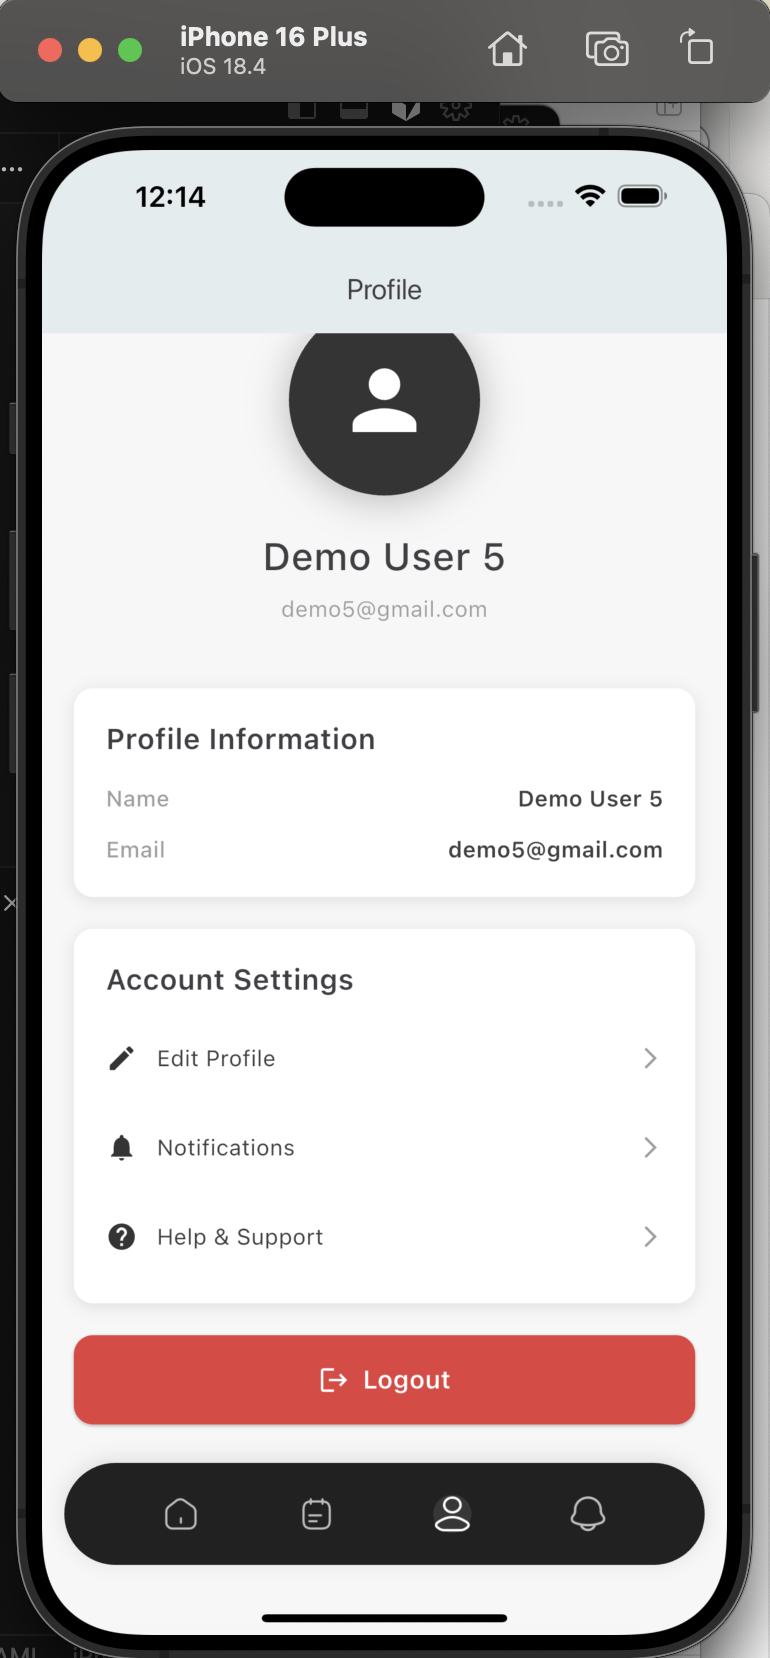 iPhone 16 Plus
iOS 18.4
12:14
Profile
Demo User 5
demo5@gmail.com
Profile Information
Name Demo User 5
Email demo5@gmail.com
Account Settings
Edit Profile
Notifications
Help & Support
Logout